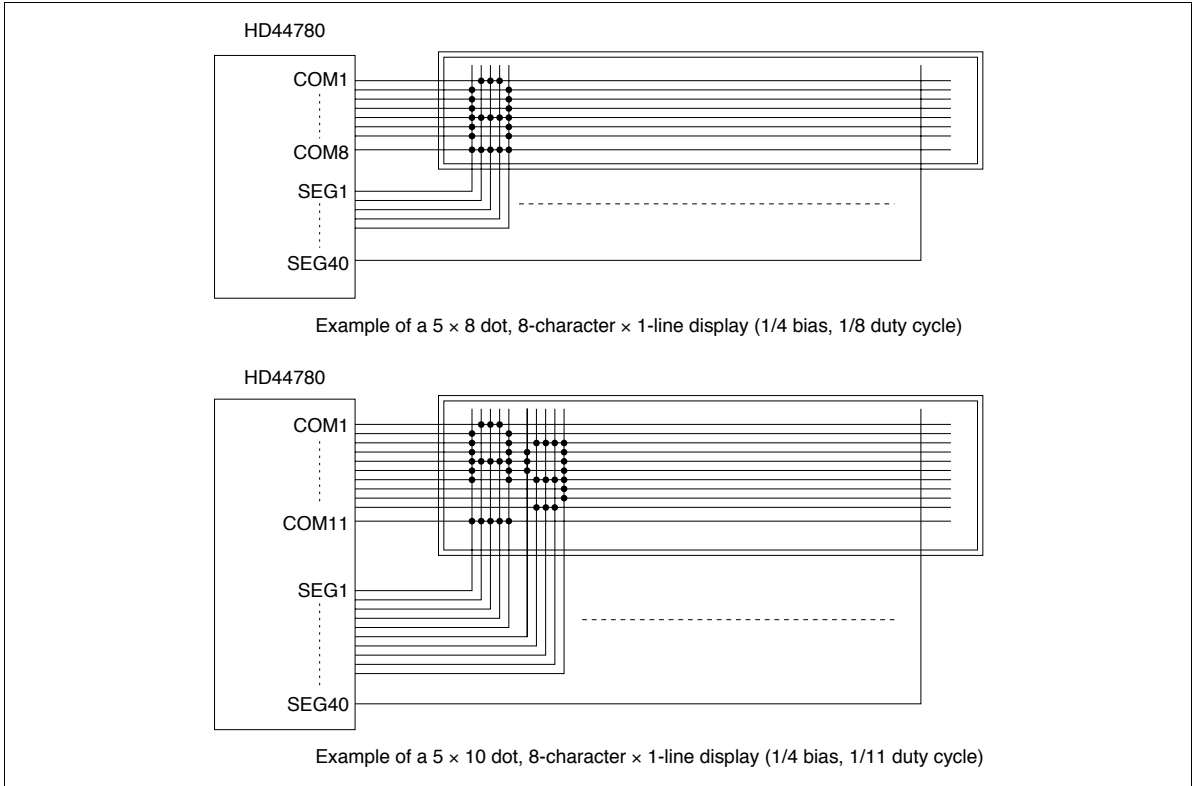 HD44780
COM1
COM8
SEG1
SEG40
Example of a 5 × 8 dot, 8-character × 1-line display (1/4 bias, 1/8 duty cycle)
HD44780
COM1
COM11
SEG1
SEG40
Example of a 5 × 10 dot, 8-character × 1-line display (1/4 bias, 1/11 duty cycle)